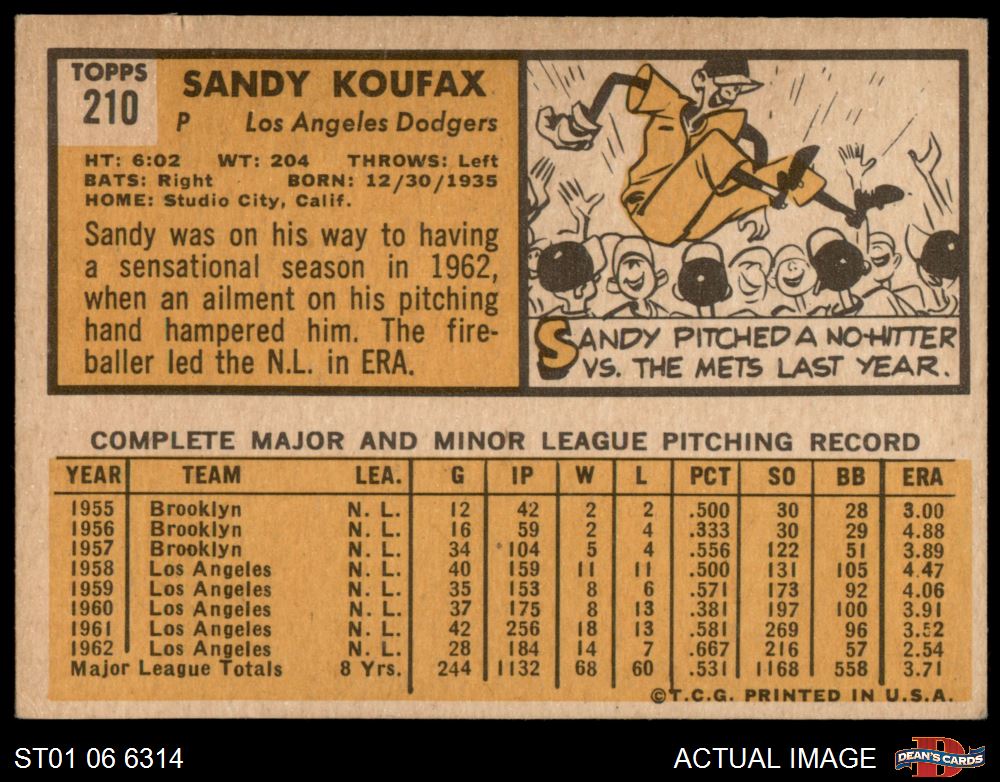 TOPPS
210
SANDY KOUFAX
P Los Angeles Dodgers
HT: 6:02 WT: 204 THROWS: Left
BATS: Right BORN: 12/30/1935
HOME: Studio City, Calif.
Sandy was on his way to having
a sensational season in 1962,
when an ailment on his pitching
hand hampered him. The fire-
baller led the N.L. in ERA.
SANDY PITCHED A NO-HITTER
VS. THE METS LAST YEAR.
COMPLETE MAJOR AND MINOR LEAGUE PITCHING RECORD
YEAR TEAM LEA. G IP W L PCT SO BB ERA
1955 Brooklyn N. L. 12 42 2 2 .500 30 28 3.00
1956 Brooklyn N. L. 16 59 2 4 .333 30 29 4.88
1957 Brooklyn N. L. 34 104 5 4 .556 122 51 3.89
1958 Los Angeles N. L. 40 159 11 11 .500 131 105 4.47
1959 Los Angeles N. L. 35 153 8 6 .571 173 92 4.06
1960 Los Angeles N. L. 37 175 8 13 .381 197 100 3.91
1961 Los Angeles N. L. 42 256 18 13 .581 269 96 3.52
1962 Los Angeles N. L. 28 184 14 7 .667 216 57 2.54
Major League Totals 8 Yrs. 244 1132 68 60 .531 1168 558 3.71
©T.C.G. PRINTED IN U.S.A.
ST01 06 6314
ACTUAL IMAGE
D
DEAN'S CARDS